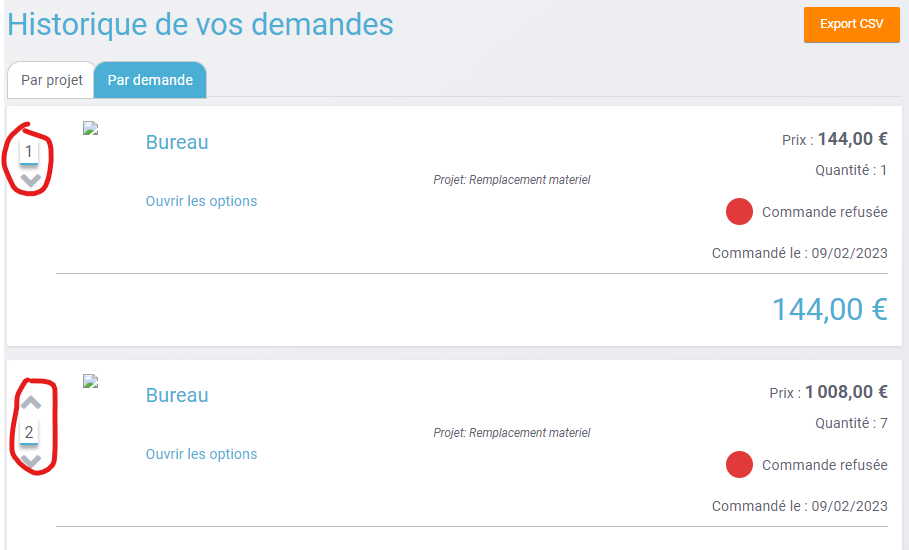 Historique de vos demandes
Export CSV
Par projet
Par demande
1
Bureau
Prix : 144,00 €
Quantité : 1
Projet: Remplacement materiel
Ouvrir les options
Commande refusée
Commandé le : 09/02/2023
144,00 €
2
Bureau
Prix : 1 008,00 €
Quantité : 7
Projet: Remplacement materiel
Ouvrir les options
Commande refusée
Commandé le : 09/02/2023